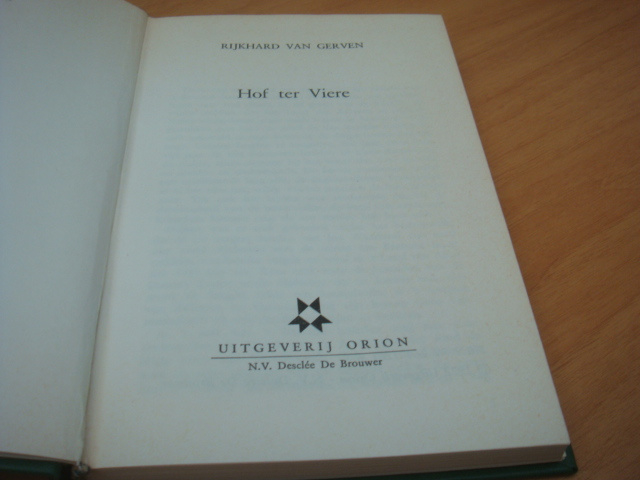 RIJKHARD VAN GERVEN
Hof ter Viere
UITGEVERIJ ORION
N.V. Desclée De Brouwer